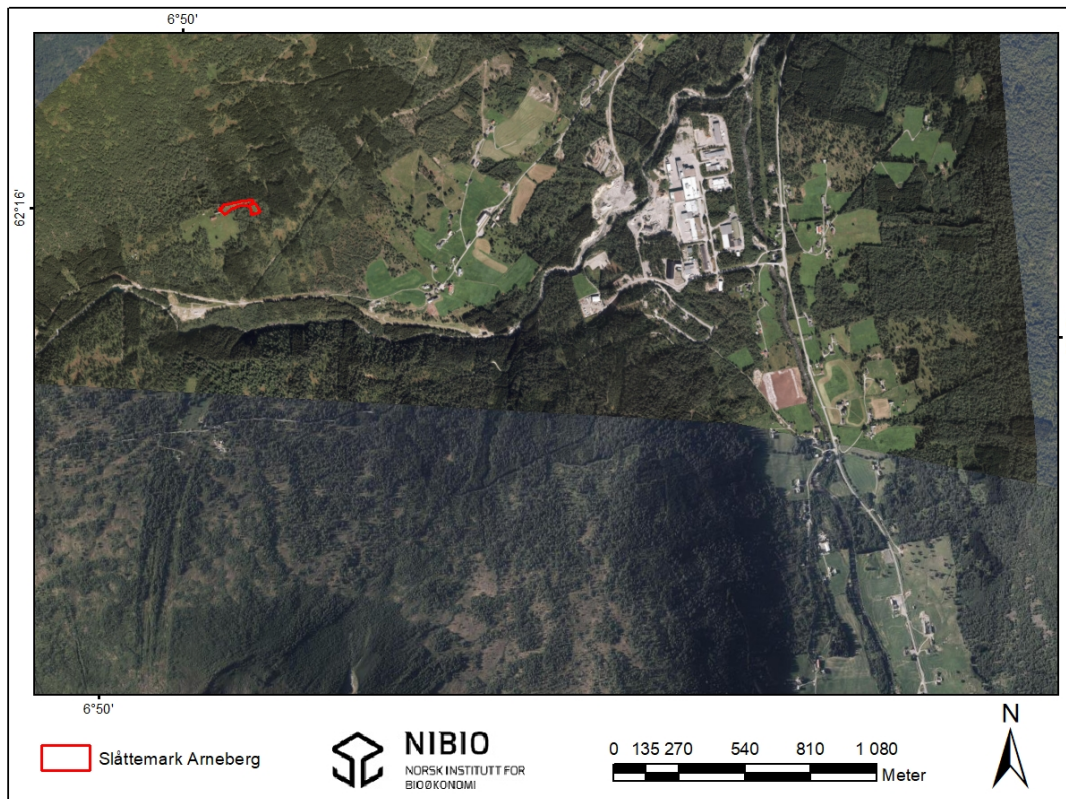 6°50'
62°16'
6°50'
Slåttemark Arneberg
NIBIO
NORSK INSTITUTT FOR
BIOØKONOMI
0 135 270 540 810 1 080
Meter
N